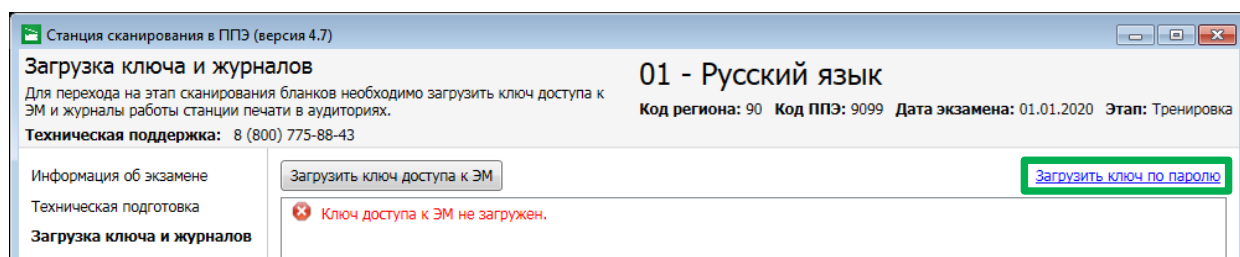 Станция сканирования в ППЭ (версия 4.7)
Загрузка ключа и журналов
Для перехода на этап сканирования бланков необходимо загрузить ключ доступа к
ЭМ и журналы работы станции печати в аудиториях.
Техническая поддержка: 8 (800) 775-88-43
01 - Русский язык
Код региона: 90 Код ППЭ: 9099 Дата экзамена: 01.01.2020 Этап: Тренировка
Информация об экзамене
Техническая подготовка
Загрузка ключа и журналов
Загрузить ключ доступа к ЭМ
Загрузить ключ по паролю
Ключ доступа к ЭМ не загружен.